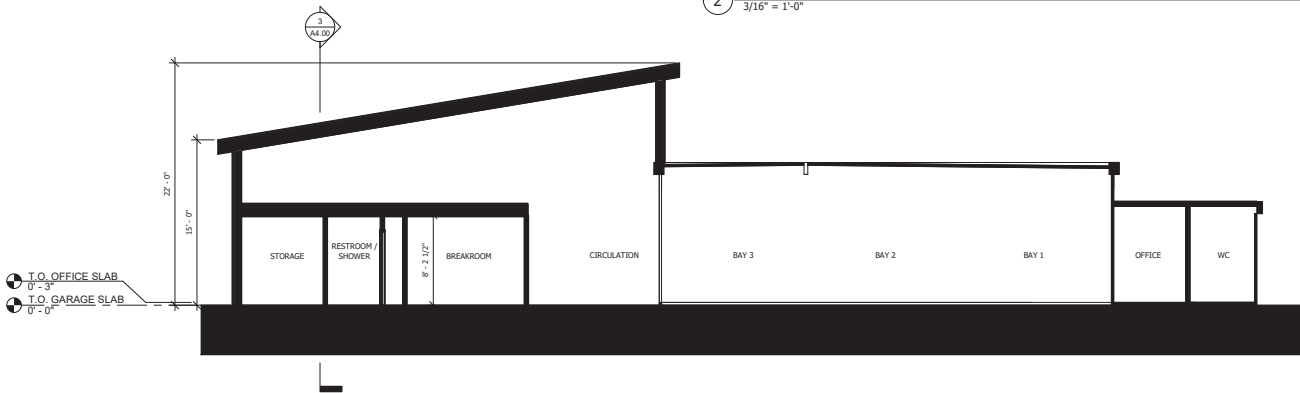 2
3/16" = 1'-0"
3
A4.00
22' - 0"
15' - 0"
8' - 2 1/2"
STORAGE
RESTROOM /
SHOWER
BREAKROOM
CIRCULATION
BAY 3
BAY 2
BAY 1
OFFICE
WC
T.O. OFFICE SLAB
0' - 3"
T.O. GARAGE SLAB
0' - 0"